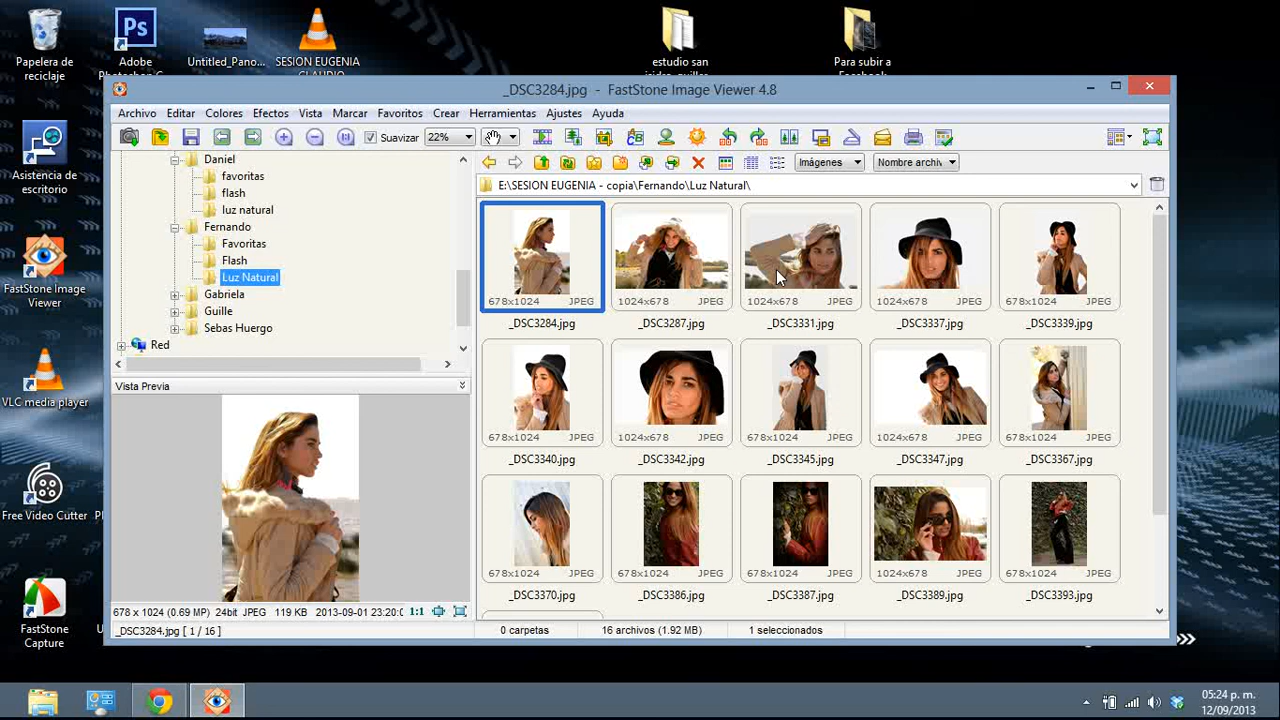 Papelera de
reciclaje
Adobe
Untitled_Pano...
SESION EUGENIA
estudio san
Para subir a
Asistencia de
escritorio
FastStone Image
Viewer
VLC media player
Free Video Cutter
FastStone
Capture
_DSC3284.jpg - FastStone Image Viewer 4.8
Archivo Editar Colores Efectos Vista Marcar Favoritos Crear Herramientas Ajustes Ayuda
Suavizar 22%
Imágenes Nombre archiv
E:\SESION EUGENIA - copia\Fernando\Luz Natural\
Daniel
favoritas
flash
luz natural
Fernando
Favoritas
Flash
Luz Natural
Gabriela
Guille
Sebas Huergo
Red
Vista Previa
678x1024 JPEG 1024x678 JPEG 1024x678 JPEG 678x1024 JPEG 678x1024 JPEG
_DSC3284.jpg _DSC3287.jpg _DSC3331.jpg _DSC3337.jpg _DSC3339.jpg
678x1024 JPEG 1024x678 JPEG 678x1024 JPEG 1024x678 JPEG 678x1024 JPEG
_DSC3340.jpg _DSC3342.jpg _DSC3345.jpg _DSC3347.jpg _DSC3367.jpg
678x1024 JPEG 678x1024 JPEG 678x1024 JPEG 1024x678 JPEG 678x1024 JPEG
_DSC3370.jpg _DSC3386.jpg _DSC3387.jpg _DSC3389.jpg _DSC3393.jpg
678 x 1024 (0.69 MP) 24bit JPEG 119 KB 2013-09-01 23:20:0 1:1
_DSC3284.jpg [ 1 / 16 ]
0 carpetas 16 archivos (1.92 MB) 1 seleccionados
05:24 p. m.
12/09/2013